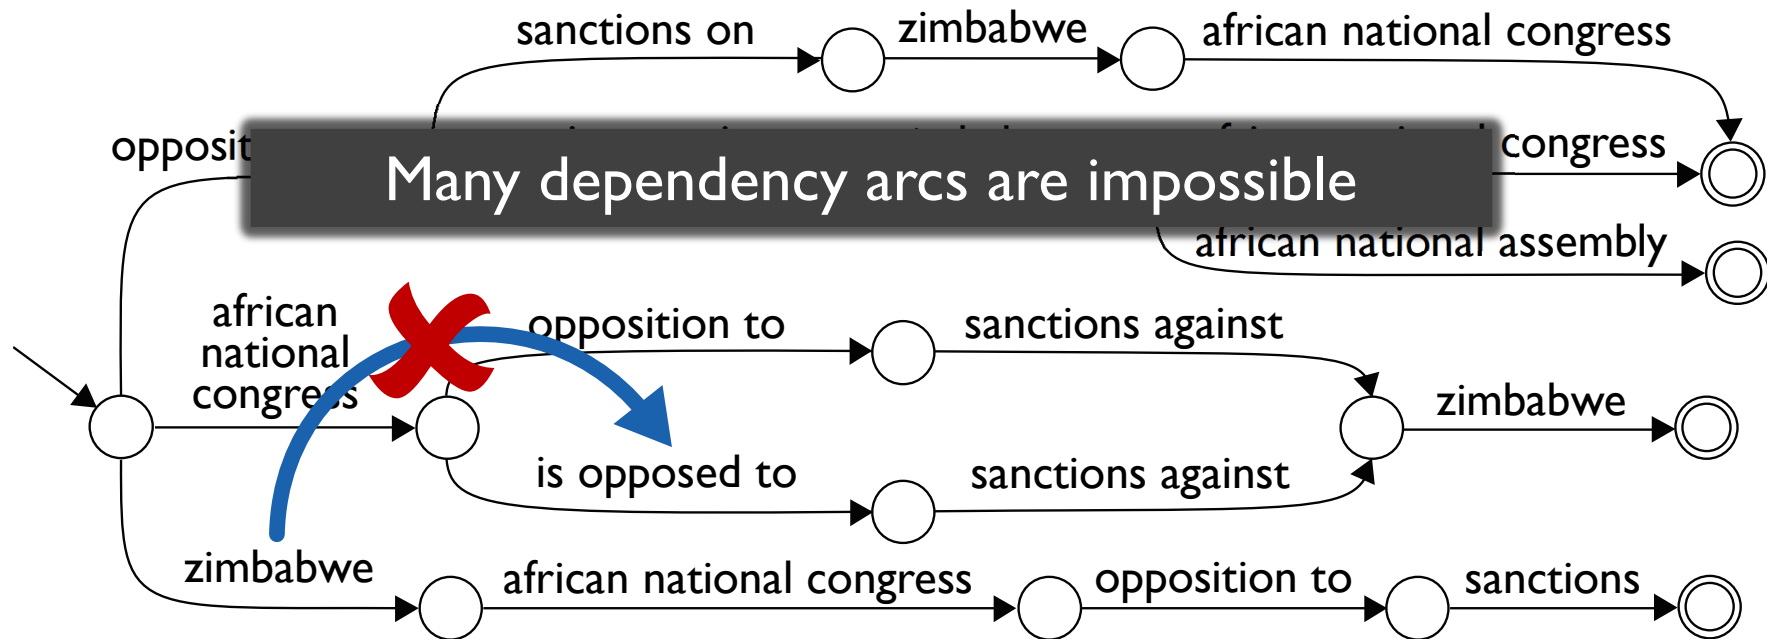 sanctions on
zimbabwe
african national congress
congress
Many dependency arcs are impossible
african national assembly
african
national
congress
opposition to
sanctions against
zimbabwe
is opposed to
sanctions against
zimbabwe
african national congress
opposition to
sanctions